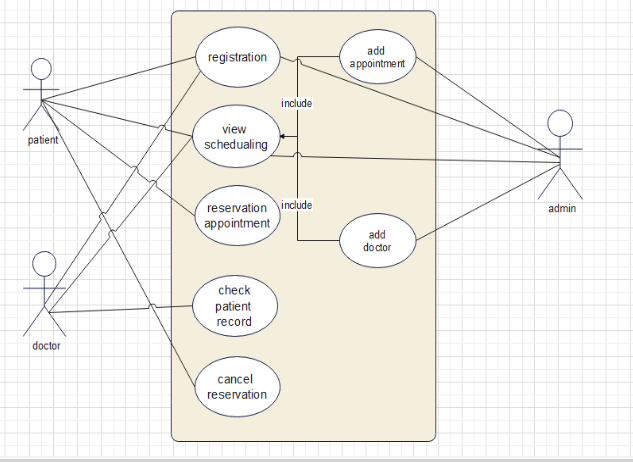 registration
add
appointment
include
patient
view
schedualing
admin
reservation
appointment
include
add
doctor
check
patient
record
doctor
cancel
reservation